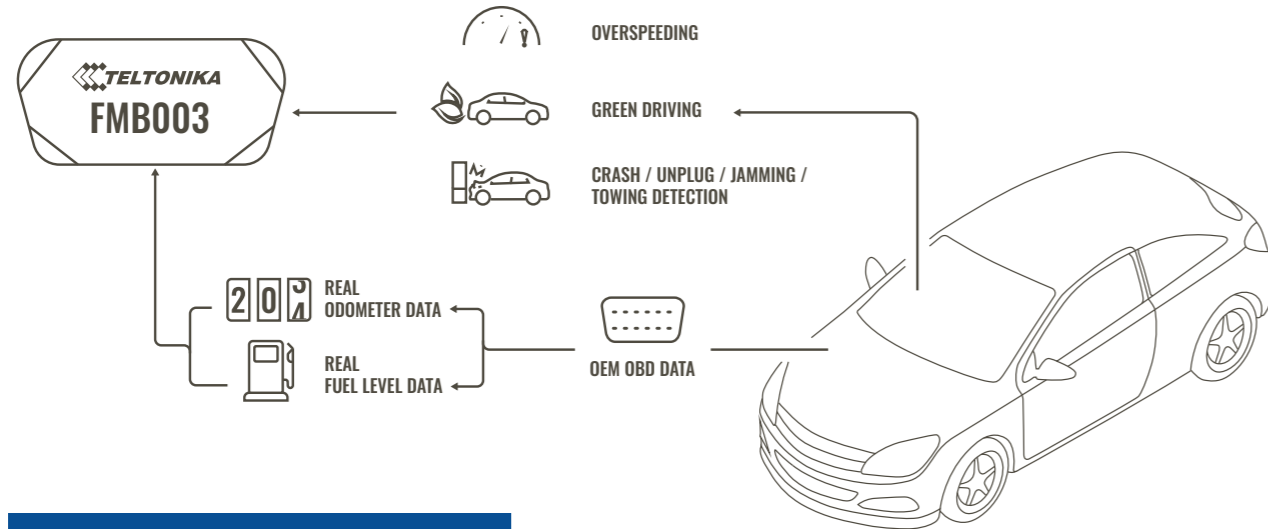 TELTONIKA
FMB003
OVERSPEEDING
GREEN DRIVING
CRASH / UNPLUG / JAMMING /
TOWING DETECTION
REAL
ODOMETER DATA
REAL
FUEL LEVEL DATA
OEM OBD DATA